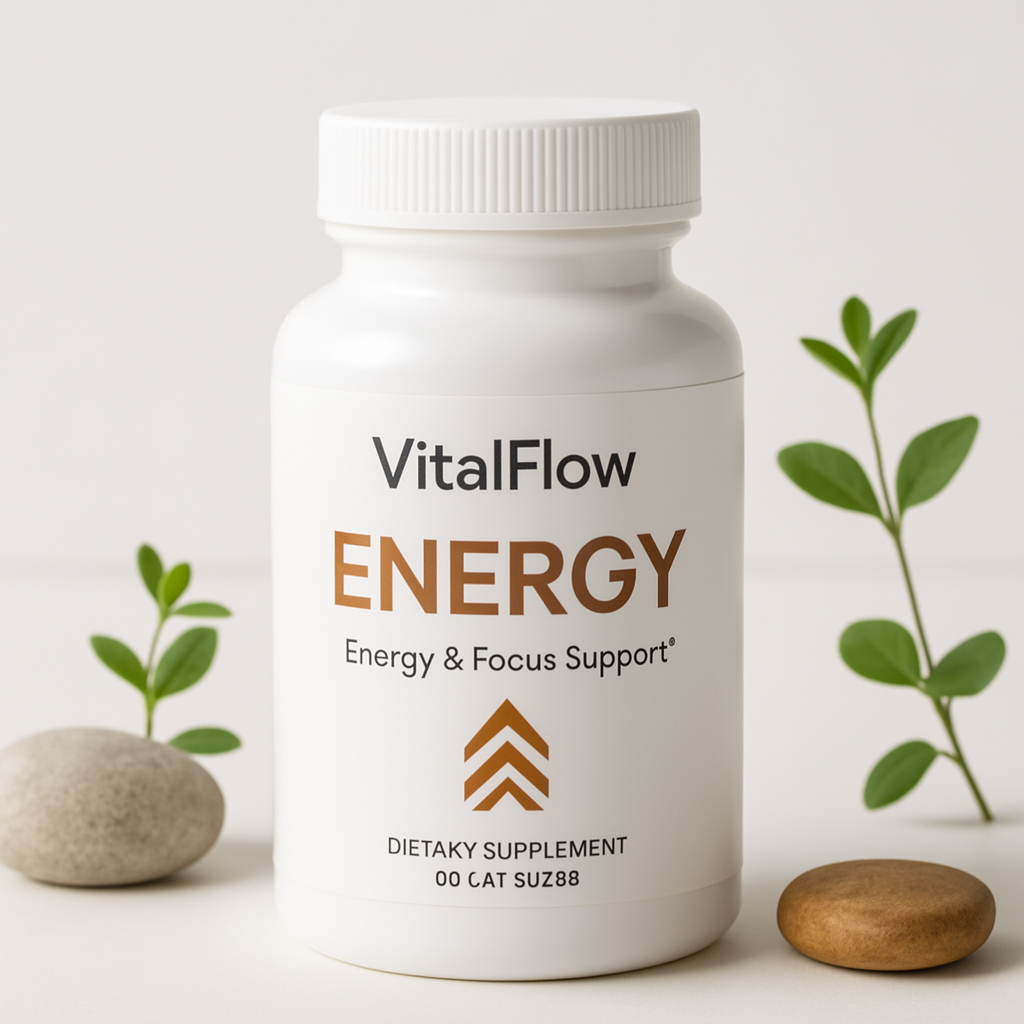 VitalFlow
ENERGY
Energy & Focus Support®
DIETAKY SUPPLEMENT
00 CAT SUZ88